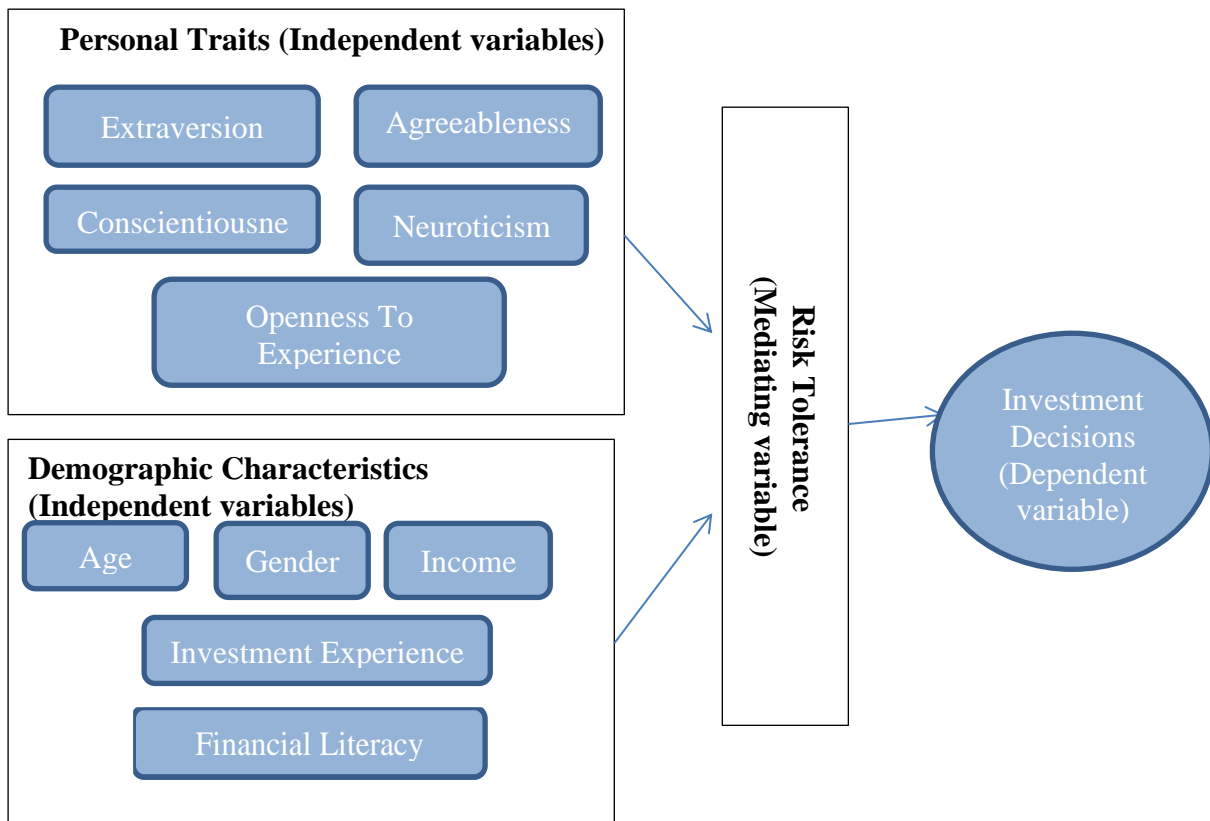 Personal Traits (Independent variables)
Extraversion
Agreeableness
Conscientiousne
Neuroticism
Openness To
Experience
Demographic Characteristics
(Independent variables)
Age
Gender
Income
Investment Experience
Financial Literacy
Risk Tolerance
(Mediating variable)
Investment
Decisions
(Dependent
variable)